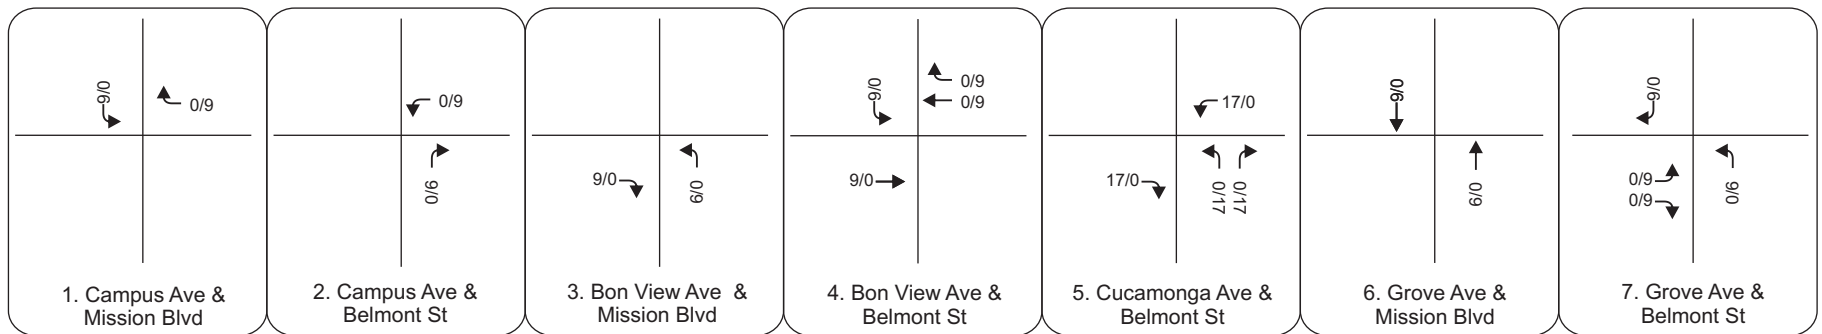 9/0
0/9
1. Campus Ave &
Mission Blvd
0/9
9/0
2. Campus Ave &
Belmont St
9/0
0/9
3. Bon View Ave &
Mission Blvd
9/0
0/9
0/9
9/0
4. Bon View Ave &
Belmont St
17/0
17/0
0/17
0/17
5. Cucamonga Ave &
Belmont St
9/0
0/9
6. Grove Ave &
Mission Blvd
9/0
0/9
0/9
9/0
7. Grove Ave &
Belmont St